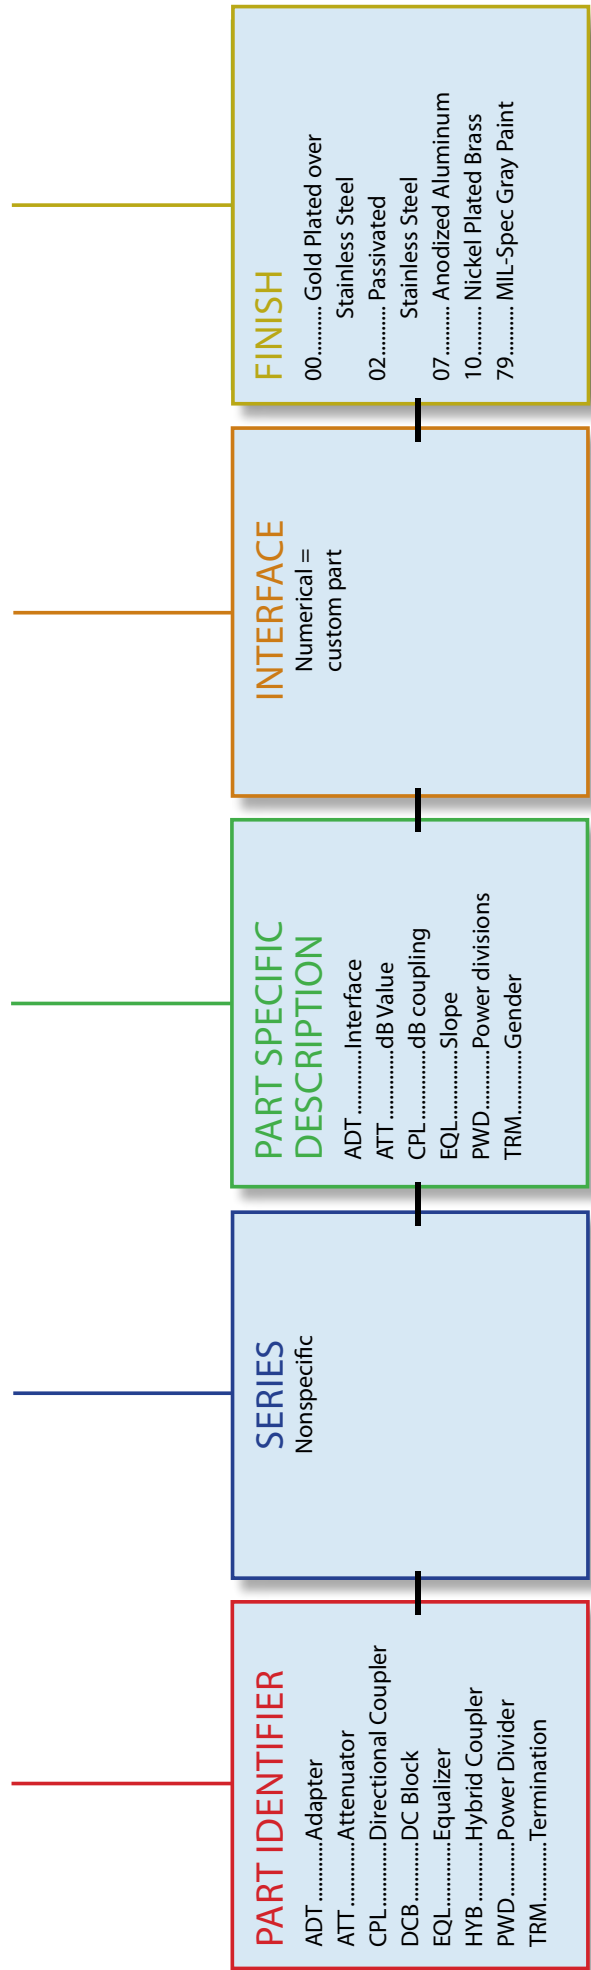 PART IDENTIFIER
ADT ............Adapter
ATT ............Attenuator
CPL ............Directional Coupler
DCB ...........DC Block
EQL............Equalizer
HYB ...........Hybrid Coupler
PWD..........Power Divider
TRM...........Termination
SERIES
Nonspecific
PART SPECIFIC
DESCRIPTION
ADT ............Interface
ATT ............dB Value
CPL ............dB coupling
EQL............Slope
PWD..........Power divisions
TRM...........Gender
INTERFACE
Numerical =
custom part
FINISH
00.......... Gold Plated over
Stainless Steel
02.......... Passivated
Stainless Steel
07.......... Anodized Aluminum
10.......... Nickel Plated Brass
79.......... MIL-Spec Gray Paint